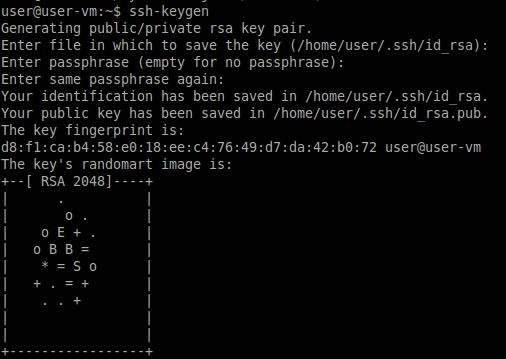 user@user-vm:~$ ssh-keygen
Generating public/private rsa key pair.
Enter file in which to save the key (/home/user/.ssh/id_rsa):
Enter passphrase (empty for no passphrase):
Enter same passphrase again:
Your identification has been saved in /home/user/.ssh/id_rsa.
Your public key has been saved in /home/user/.ssh/id_rsa.pub.
The key fingerprint is:
d8:f1:ca:b4:58:e0:18:ee:c4:76:49:d7:da:42:b0:72 user@user-vm
The key's randomart image is:
+--[ RSA 2048]----+
|      .          |
|       o .       |
|    o E + .      |
|   o B B =       |
|    * = S o      |
|   + . = +       |
|    . . +        |
|                 |
|                 |
+-----------------+